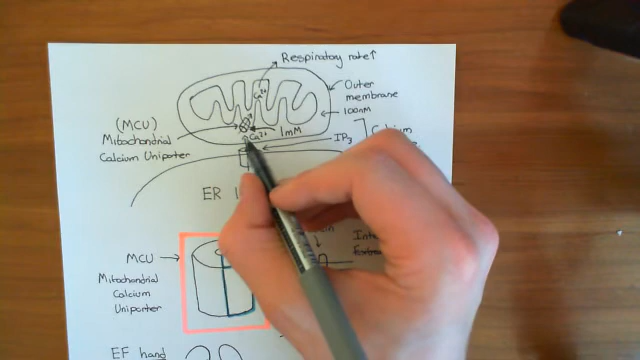 Respiratory rate↑
Ca²⁺
Outer
membrane
100nM
(MCU)
Mitochondrial
Calcium Uniporter
Ca²⁺
1mM
IP₃
ER
MCU →
Mitochondrial
Calcium
Uniporter
EF hand